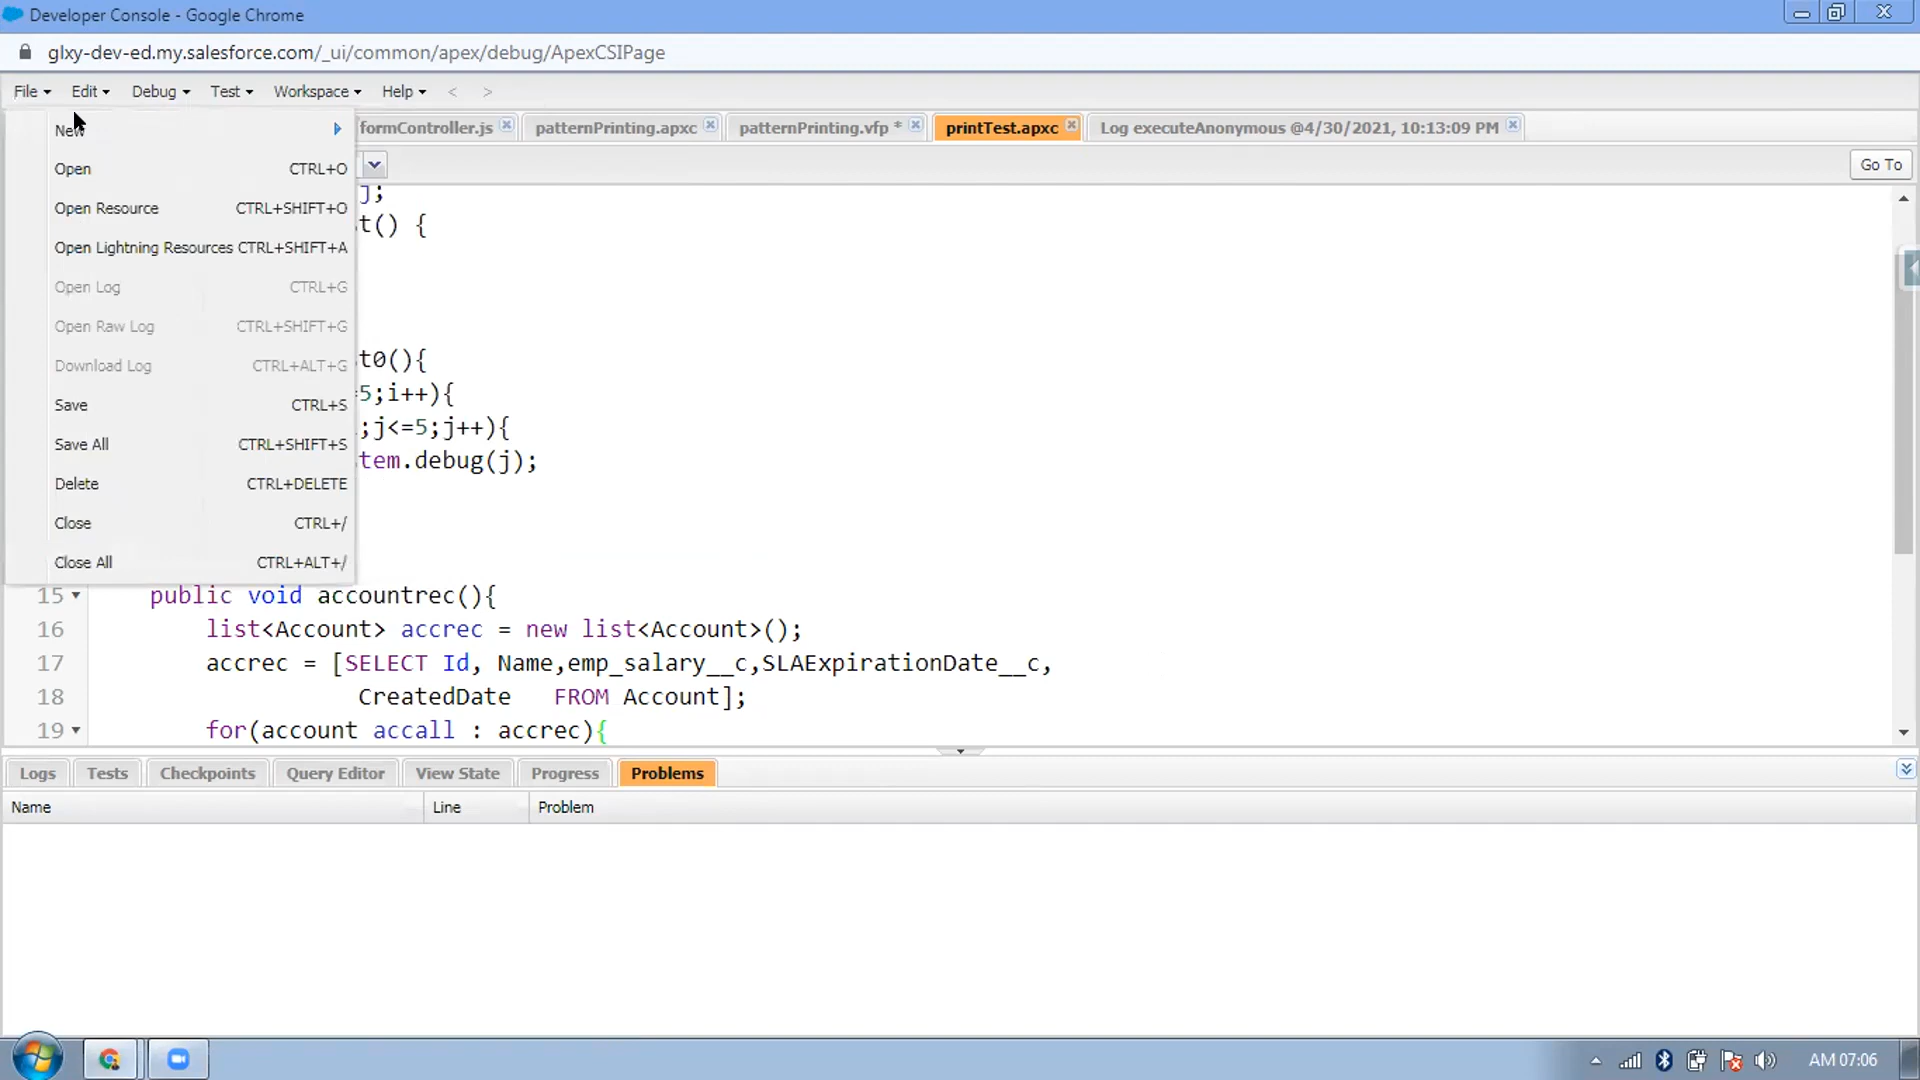 Developer Console - Google Chrome
glxy-dev-ed.my.salesforce.com/_ui/common/apex/debug/ApexCSIPage
File Edit Debug Test Workspace Help < >
formController.js patternPrinting.apxc patternPrinting.vfp * printTest.apxc Log executeAnonymous @4/30/2021, 10:13:09 PM
Go To
New
Open CTRL+O
Open Resource CTRL+SHIFT+O
Open Lightning Resources CTRL+SHIFT+A
Open Log CTRL+G
Open Raw Log CTRL+SHIFT+G
Download Log CTRL+ALT+G
Save CTRL+S
Save All CTRL+SHIFT+S
Delete CTRL+DELETE
Close CTRL+/
Close All CTRL+ALT+/
j;
t() {
t0(){
5;i++){
;j<=5;j++){
tem.debug(j);
15 public void accountrec(){
16 list<Account> accrec = new list<Account>();
17 accrec = [SELECT Id, Name,emp_salary__c,SLAExpirationDate__c,
18 CreatedDate FROM Account];
19 for(account accall : accrec){
Logs Tests Checkpoints Query Editor View State Progress Problems
Name Line Problem
AM 07:06